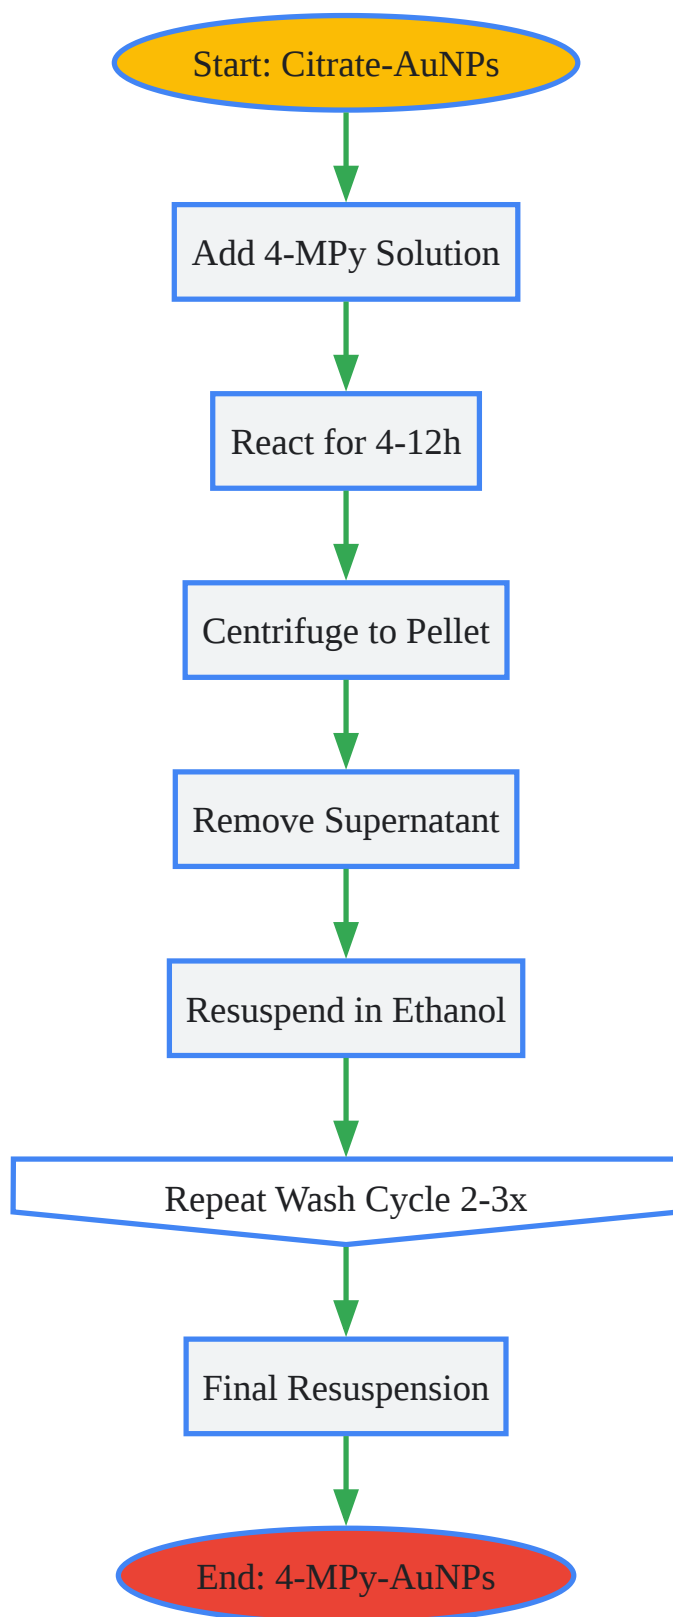 Start: Citrate-AuNPs
Add 4-MPy Solution
React for 4-12h
Centrifuge to Pellet
Remove Supernatant
Resuspend in Ethanol
Repeat Wash Cycle 2-3x
Final Resuspension
End: 4-MPy-AuNPs